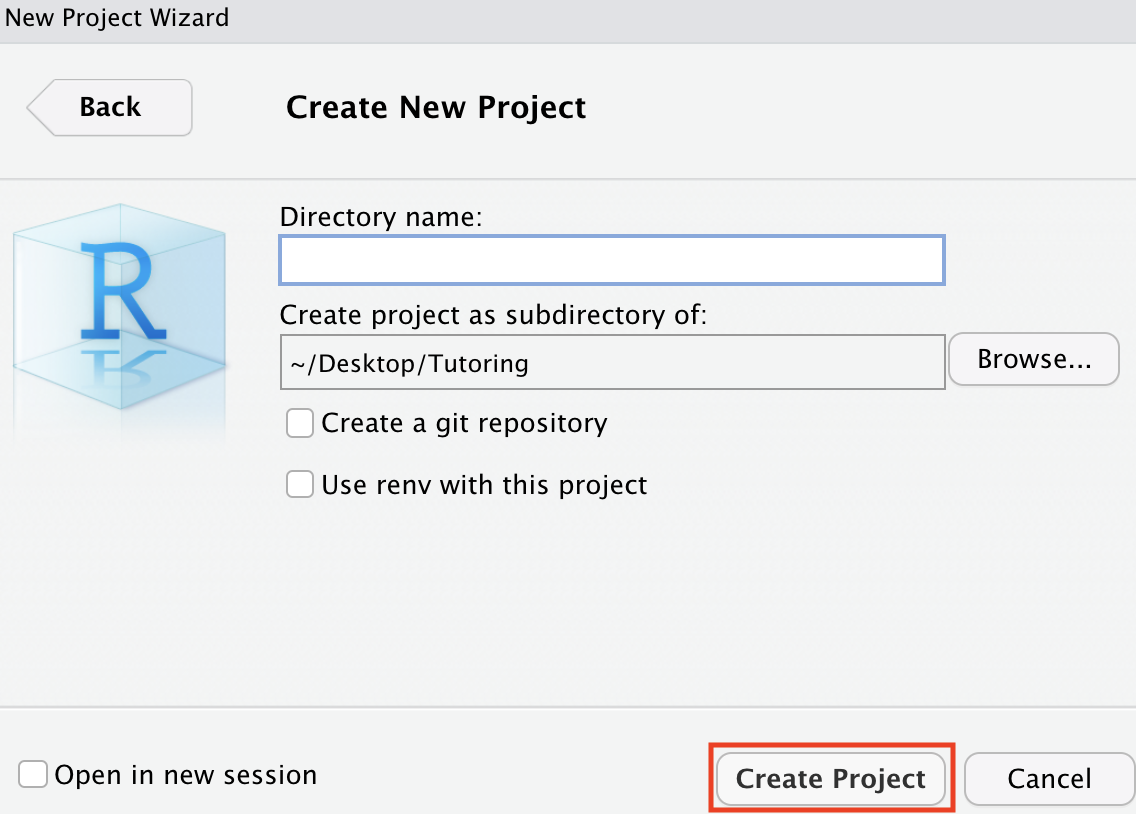 New Project Wizard
Back
Create New Project
R
Directory name:
Create project as subdirectory of:
~/Desktop/Tutoring
Browse...
Create a git repository
Use renv with this project
Open in new session
Create Project
Cancel